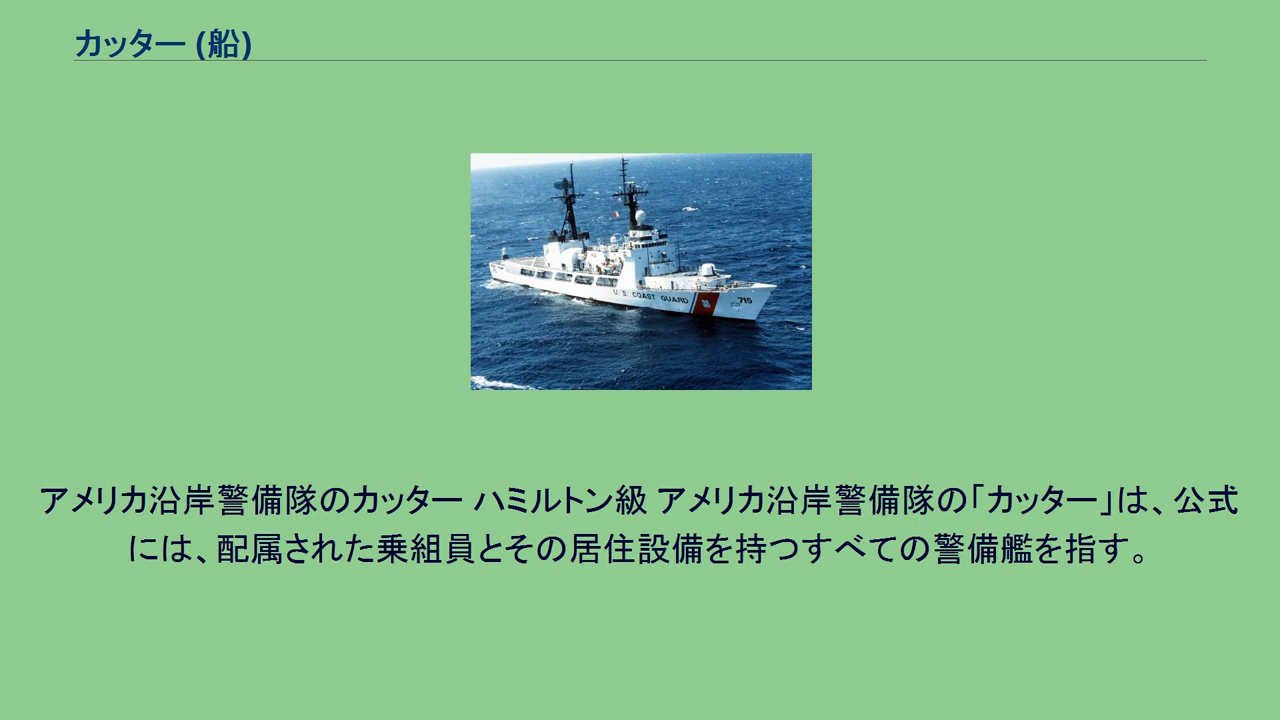 カッター (船)
U. S. COAST GUARD
715
アメリカ沿岸警備隊のカッター ハミルトン級 アメリカ沿岸警備隊の「カッター」は、公式
には、配属された乗組員とその居住設備を持つすべての警備艦を指す。